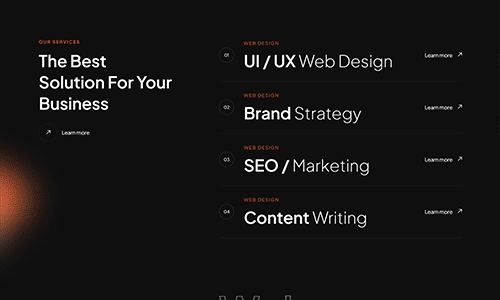 OUR SERVICES
The Best
Solution For Your
Business
Learn more
01
WEB DESIGN
UI / UX Web Design
Learn more
02
WEB DESIGN
Brand Strategy
Learn more
03
WEB DESIGN
SEO / Marketing
Learn more
04
WEB DESIGN
Content Writing
Learn more